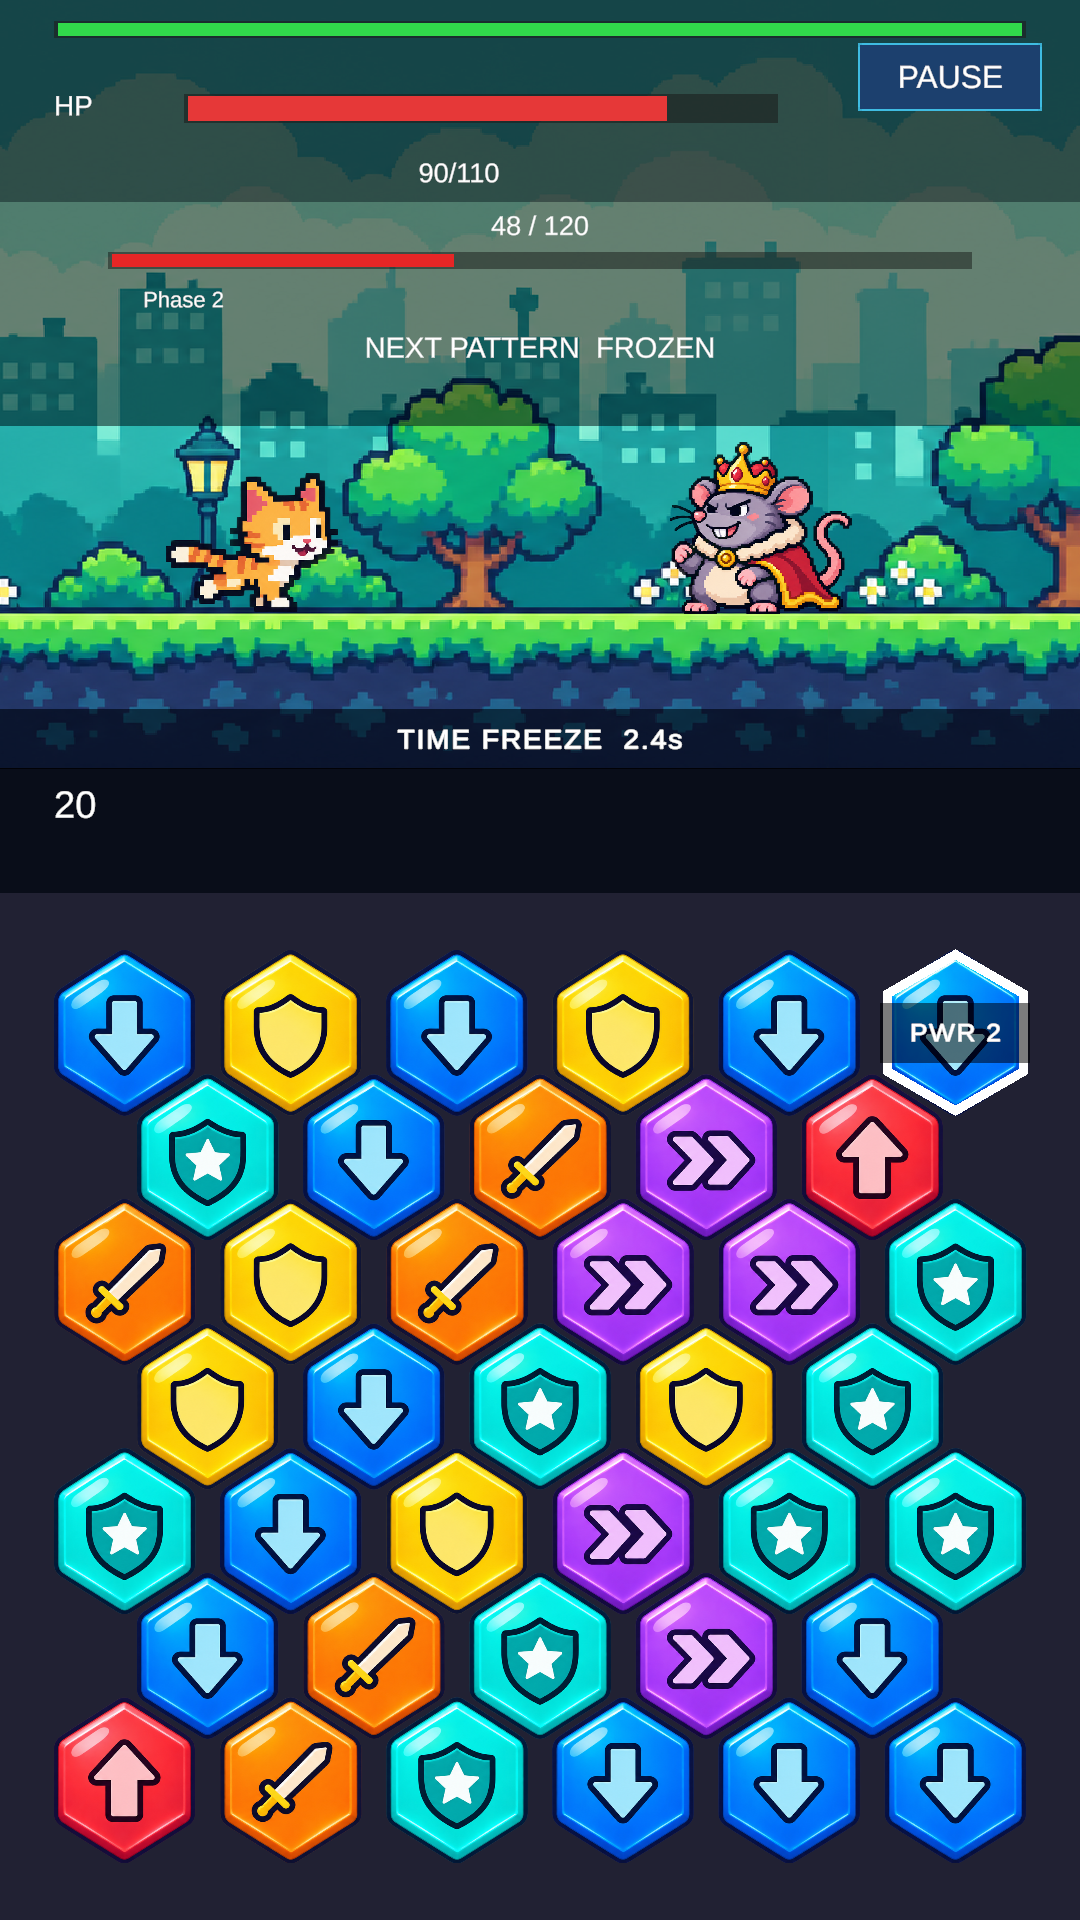 PAUSE
HP
90/110
48 / 120
Phase 2
NEXT PATTERN  FROZEN
TIME FREEZE  2.4s
20
PWR 2